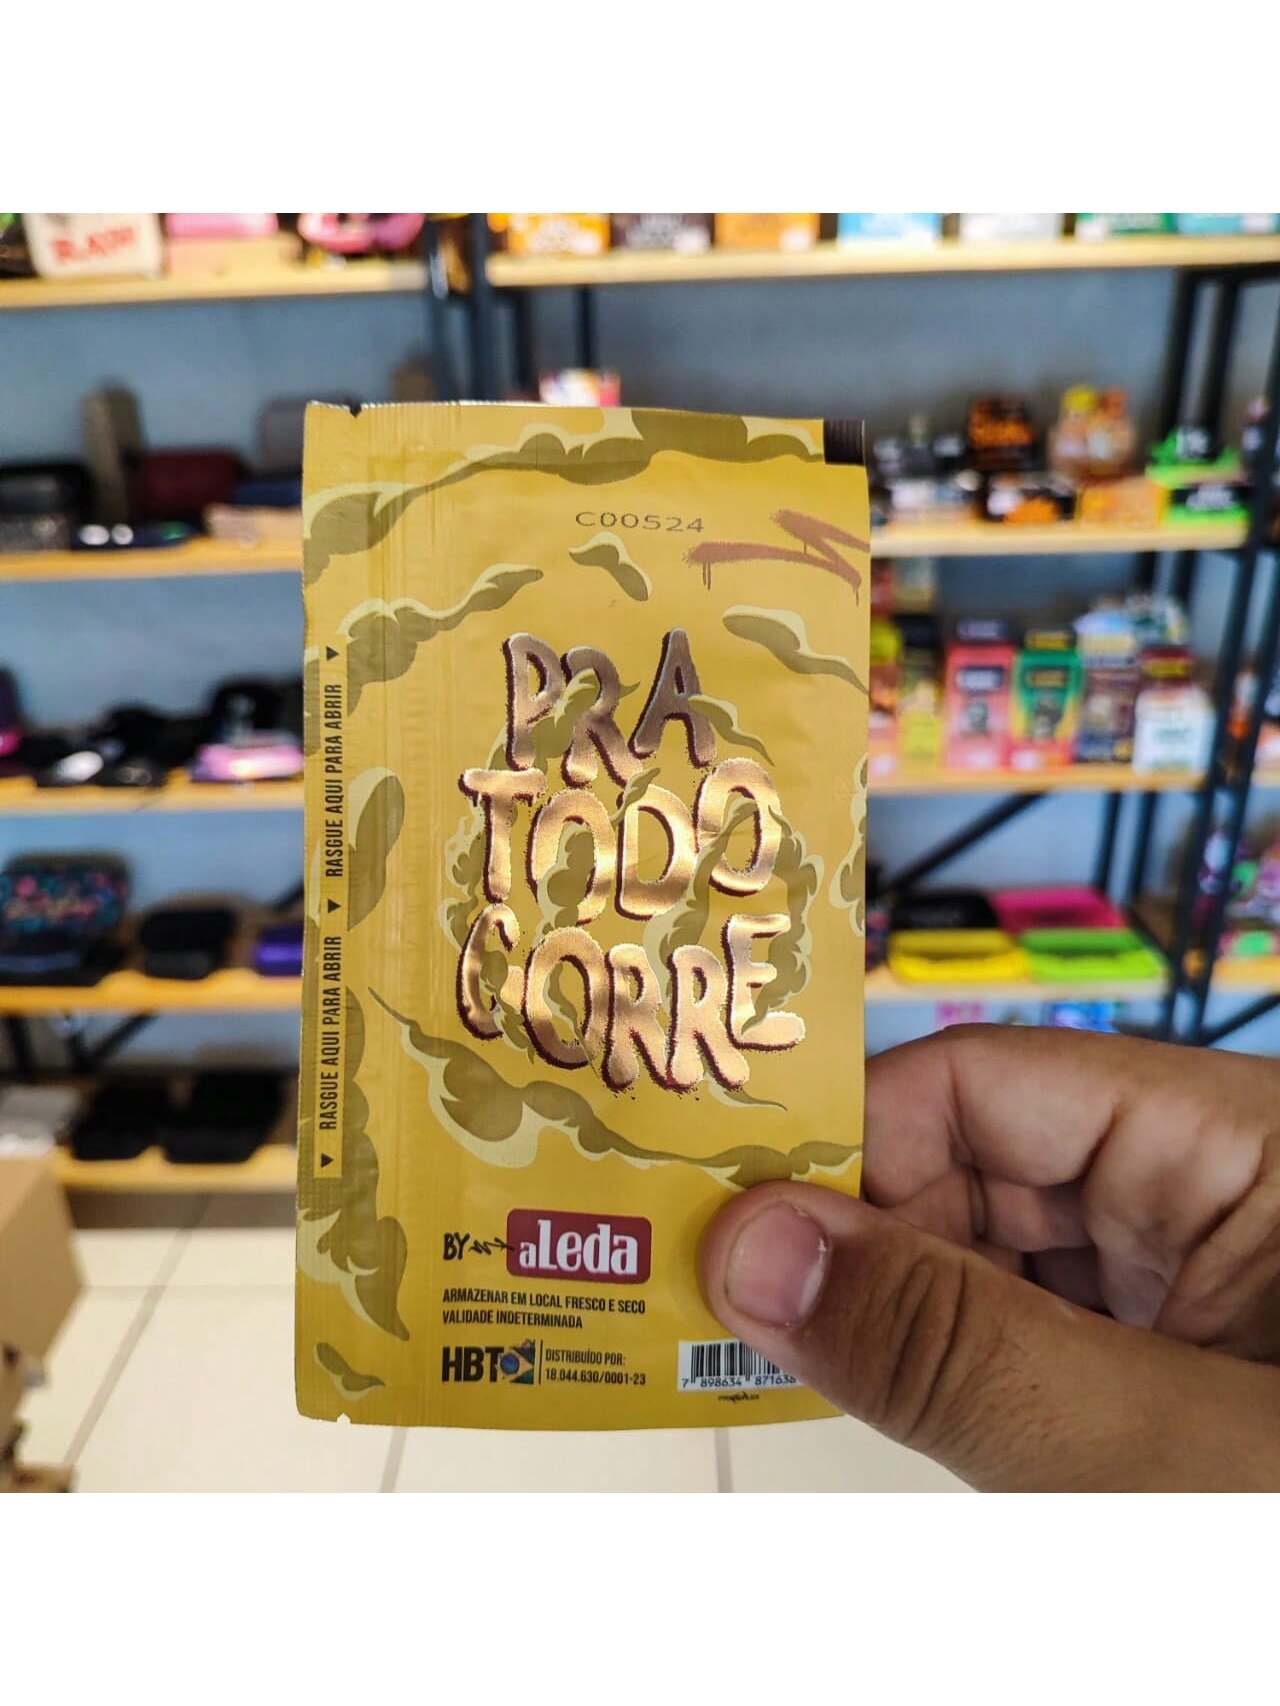 RAW
C00524
PRA
TODO
CORRE
▼ RASGUE AQUI PARA ABRIR ▼ RASGUE AQUI PARA ABRIR ▼
BY aLeda
ARMAZENAR EM LOCAL FRESCO E SECO
VALIDADE INDETERMINADA
HBT
DISTRIBUÍDO POR:
18.044.630/0001-23
7 898634 871636